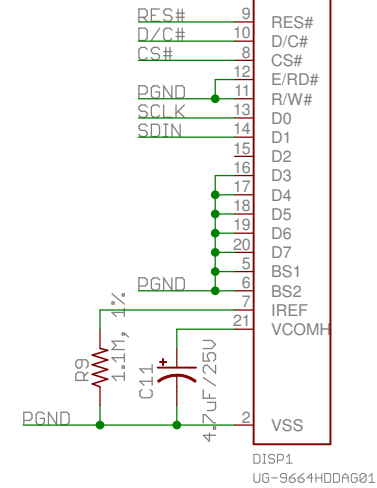 RES# 9 RES#
D/C# 10 D/C#
CS# 8 CS#
12 E/RD#
PGND 11 R/W#
SCLK 13 D0
SDIN 14 D1
15 D2
16 D3
17 D4
18 D5
19 D6
20 D7
5 BS1
PGND 6 BS2
7 IREF
21 VCOMH
R9
1.1M, 1%
C11
+
4.7uF/25V
PGND 2 VSS
DISP1
UG-9664HDDAG01